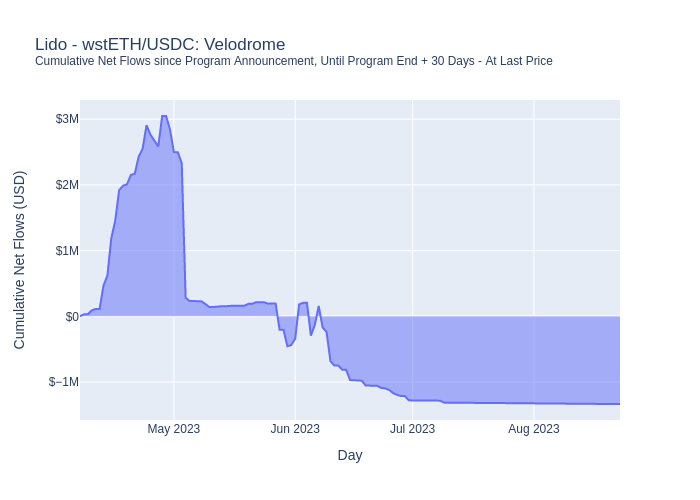 Lido - wstETH/USDC: Velodrome
Cumulative Net Flows since Program Announcement, Until Program End + 30 Days - At Last Price
Cumulative Net Flows (USD)
$3M
$2M
$1M
$0
$−1M
May 2023
Jun 2023
Jul 2023
Aug 2023
Day